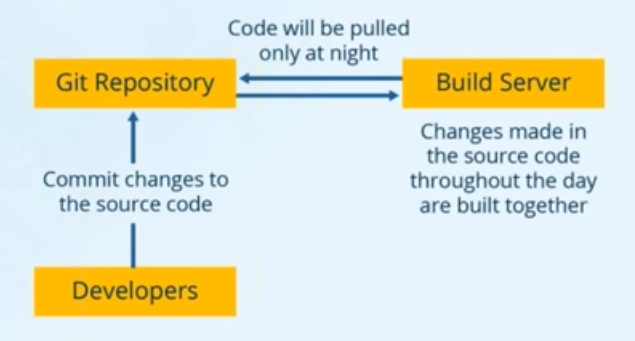 Code will be pulled
only at night
Git Repository
Build Server
Changes made in
the source code
throughout the day
are built together
Commit changes to
the source code
Developers